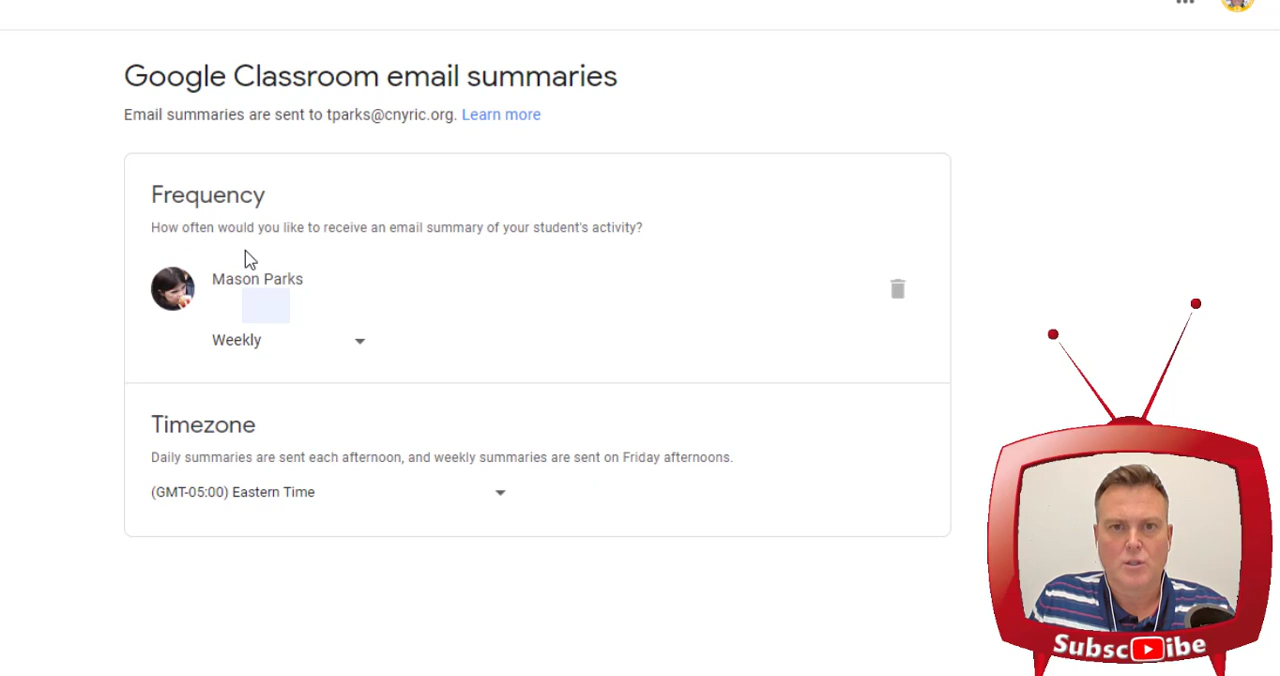 Google Classroom email summaries
Email summaries are sent to tparks@cnyric.org. Learn more
Frequency
How often would you like to receive an email summary of your student's activity?
Mason Parks
Weekly
Timezone
Daily summaries are sent each afternoon, and weekly summaries are sent on Friday afternoons.
(GMT-05:00) Eastern Time
Subscribe